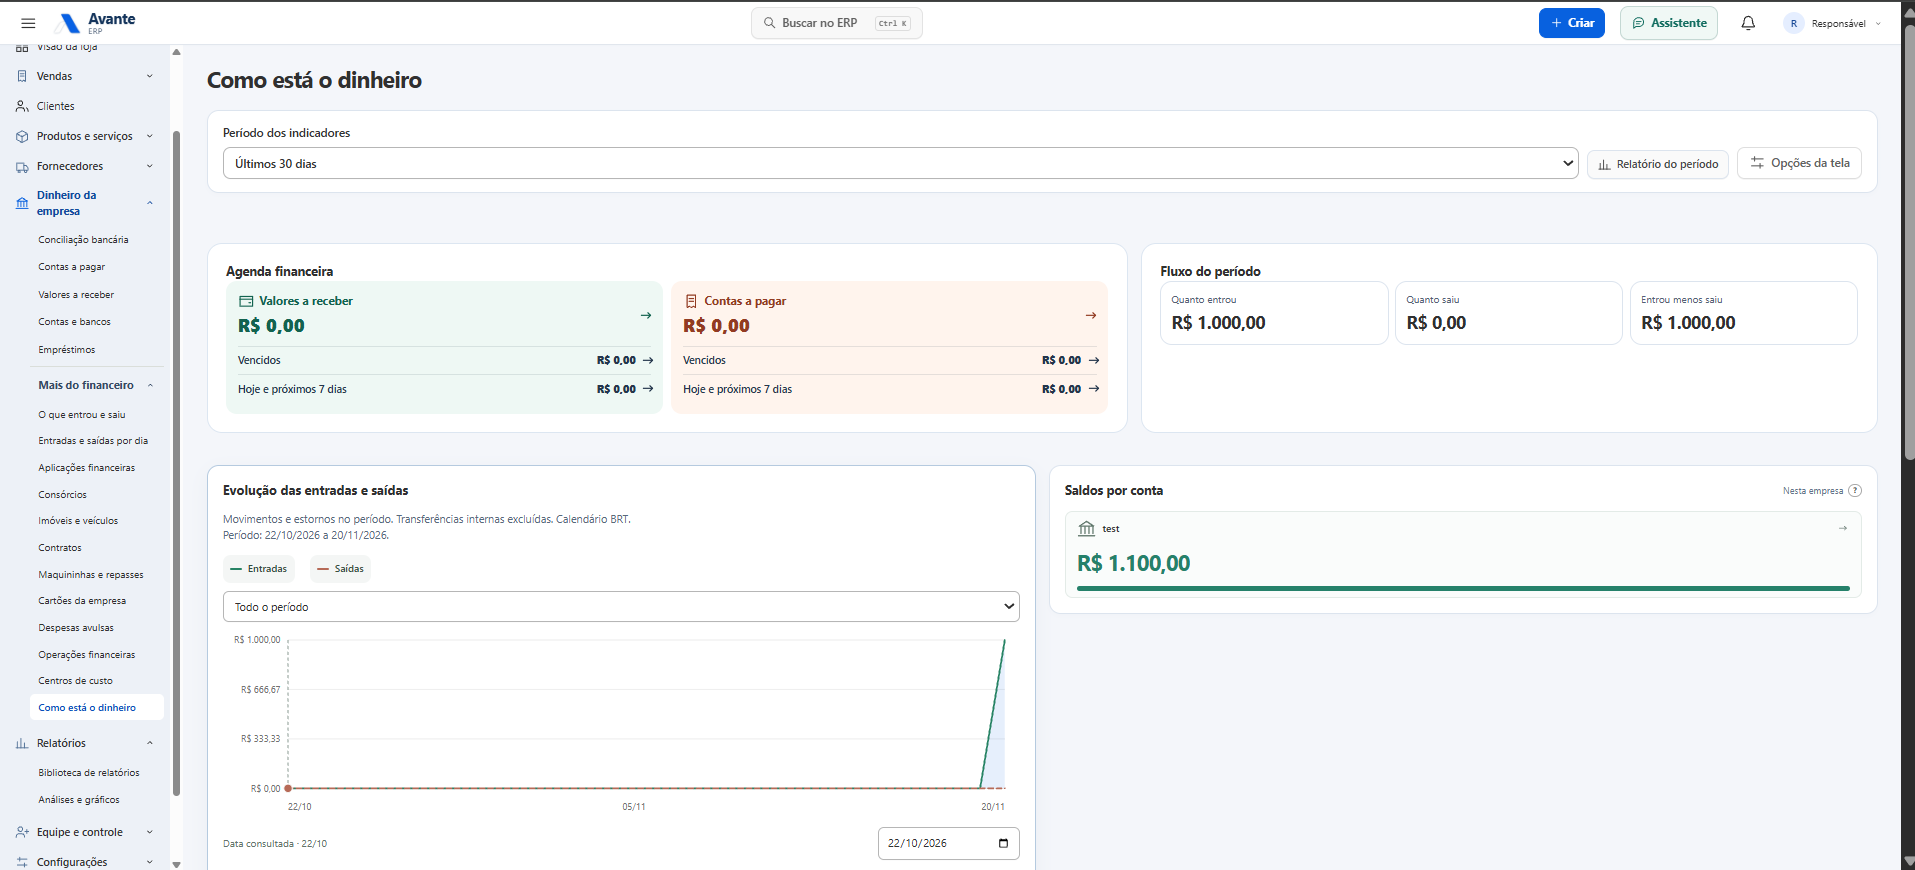 Avante
ERP
Buscar no ERP
Ctrl K
+ Criar
Assistente
R
Responsável
Visão da loja
Vendas
Clientes
Produtos e serviços
Fornecedores
Dinheiro da
empresa
Conciliação bancária
Contas a pagar
Valores a receber
Contas e bancos
Empréstimos
Mais do financeiro
O que entrou e saiu
Entradas e saídas por dia
Aplicações financeiras
Consórcios
Imóveis e veículos
Contratos
Maquininhas e repasses
Cartões da empresa
Despesas avulsas
Operações financeiras
Centros de custo
Como está o dinheiro
Relatórios
Biblioteca de relatórios
Análises e gráficos
Equipe e controle
Configurações
Como está o dinheiro
Período dos indicadores
Últimos 30 dias
Relatório do período
Opções da tela
Agenda financeira
Valores a receber
R$ 0,00
→
Vencidos
R$ 0,00 →
Hoje e próximos 7 dias
R$ 0,00 →
Contas a pagar
R$ 0,00
→
Vencidos
R$ 0,00 →
Hoje e próximos 7 dias
R$ 0,00 →
Fluxo do período
Quanto entrou
R$ 1.000,00
Quanto saiu
R$ 0,00
Entrou menos saiu
R$ 1.000,00
Evolução das entradas e saídas
Movimentos e estornos no período. Transferências internas excluídas. Calendário BRT.
Período: 22/10/2026 a 20/11/2026.
Entradas
Saídas
Todo o período
R$ 1.000,00
R$ 666,67
R$ 333,33
R$ 0,00
22/10
05/11
20/11
Data consultada · 22/10
22/10/2026
Saldos por conta
Nesta empresa ?
test
→
R$ 1.100,00